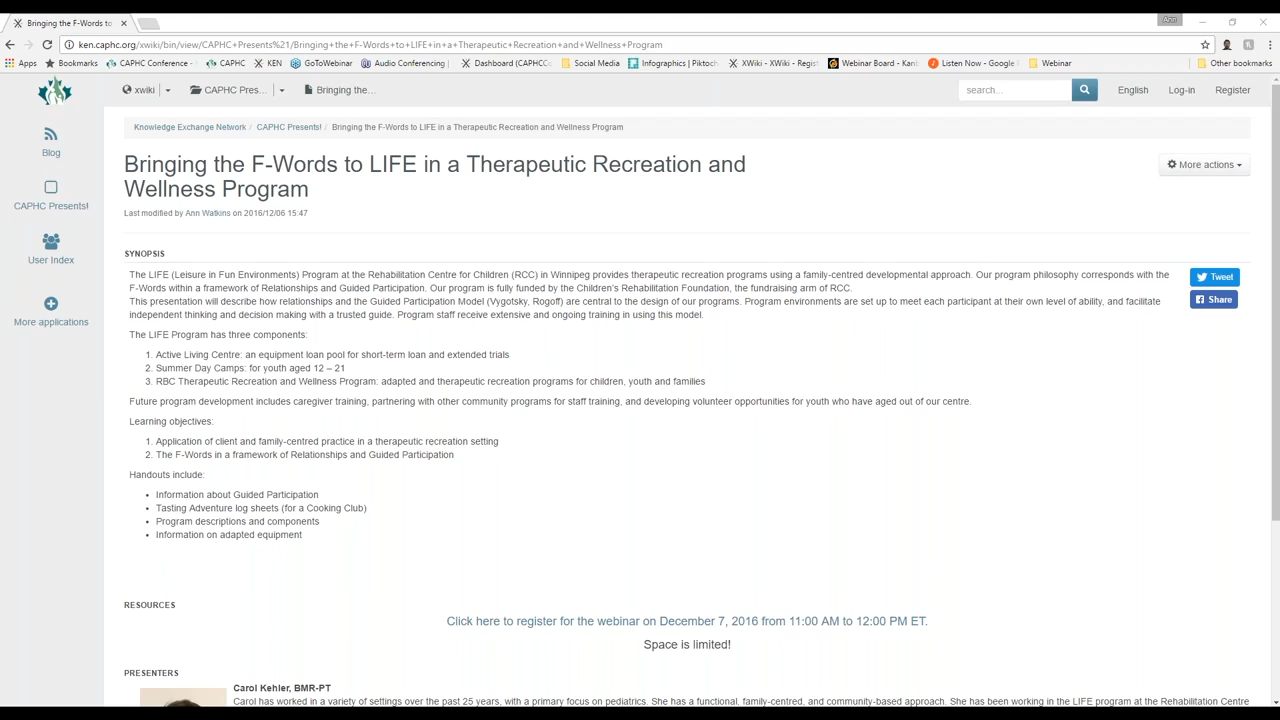 Bringing the F-Words to
Ann
ken.caphc.org/xwiki/bin/view/CAPHC+Presents%21/Bringing+the+F-Words+to+LIFE+in+a+Therapeutic+Recreation+and+Wellness+Program
Apps Bookmarks CAPHC Conference - CAPHC KEN GoToWebinar Audio Conferencing | Dashboard (CAPHCC Social Media Infographics | Piktoch XWiki - XWiki - Regist Webinar Board - Kanb Listen Now - Google Webinar Other bookmarks
xwiki CAPHC Pres... Bringing the... search... English Log-in Register
Blog
CAPHC Presents!
User Index
More applications
Knowledge Exchange Network / CAPHC Presents! / Bringing the F-Words to LIFE in a Therapeutic Recreation and Wellness Program
Bringing the F-Words to LIFE in a Therapeutic Recreation and
Wellness Program
More actions
Last modified by Ann Watkins on 2016/12/06 15:47
SYNOPSIS
The LIFE (Leisure in Fun Environments) Program at the Rehabilitation Centre for Children (RCC) in Winnipeg provides therapeutic recreation programs using a family-centred developmental approach. Our program philosophy corresponds with the
F-Words within a framework of Relationships and Guided Participation. Our program is fully funded by the Children's Rehabilitation Foundation, the fundraising arm of RCC.
This presentation will describe how relationships and the Guided Participation Model (Vygotsky, Rogoff) are central to the design of our programs. Program environments are set up to meet each participant at their own level of ability, and facilitate
independent thinking and decision making with a trusted guide. Program staff receive extensive and ongoing training in using this model.
Tweet
Share
The LIFE Program has three components:
1. Active Living Centre: an equipment loan pool for short-term loan and extended trials
2. Summer Day Camps: for youth aged 12 – 21
3. RBC Therapeutic Recreation and Wellness Program: adapted and therapeutic recreation programs for children, youth and families
Future program development includes caregiver training, partnering with other community programs for staff training, and developing volunteer opportunities for youth who have aged out of our centre.
Learning objectives:
1. Application of client and family-centred practice in a therapeutic recreation setting
2. The F-Words in a framework of Relationships and Guided Participation
Handouts include:
• Information about Guided Participation
• Tasting Adventure log sheets (for a Cooking Club)
• Program descriptions and components
• Information on adapted equipment
RESOURCES
Click here to register for the webinar on December 7, 2016 from 11:00 AM to 12:00 PM ET.
Space is limited!
PRESENTERS
Carol Kehler, BMR-PT
Carol has worked in a variety of settings over the past 25 years, with a primary focus on pediatrics. She has a functional, family-centred, and community-based approach. She has been working in the LIFE program at the Rehabilitation Centre